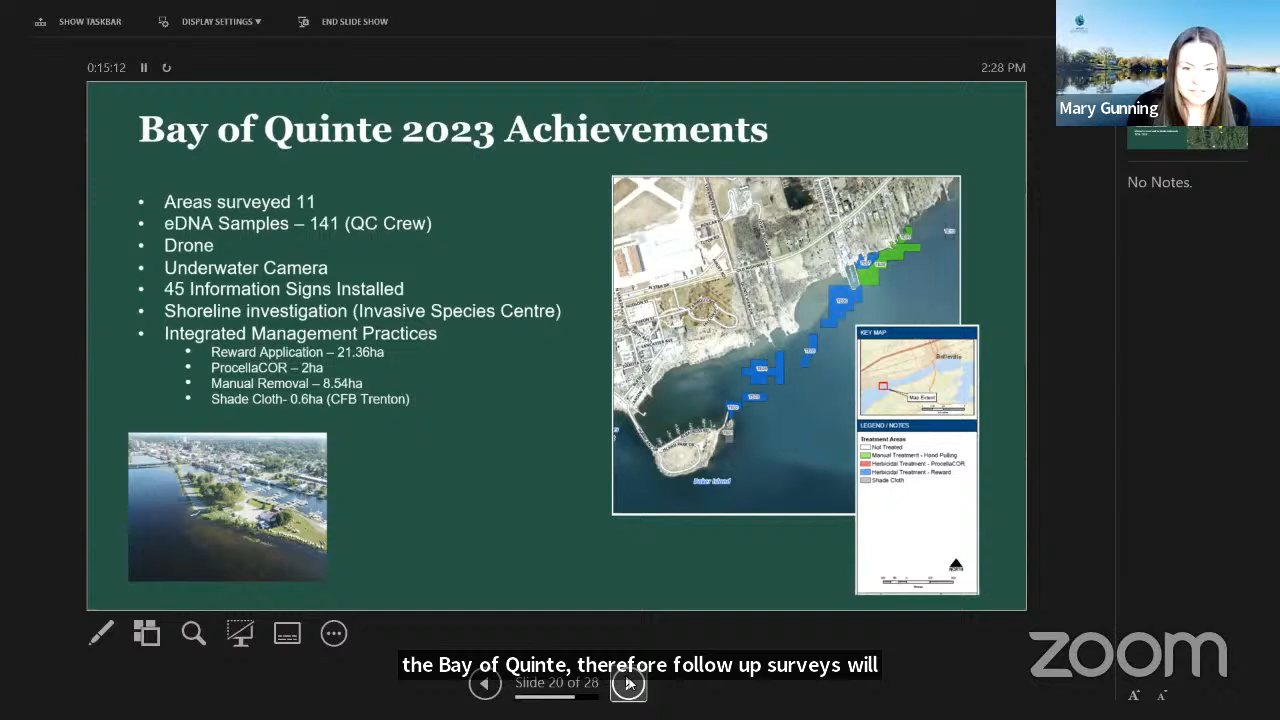 SHOW TASKBAR
DISPLAY SETTINGS ▾
END SLIDE SHOW
0:15:12
2:28 PM
Mary Gunning
No Notes.
Bay of Quinte 2023 Achievements
• Areas surveyed 11
• eDNA Samples – 141 (QC Crew)
• Drone
• Underwater Camera
• 45 Information Signs Installed
• Shoreline investigation (Invasive Species Centre)
• Integrated Management Practices
• Reward Application – 21.36ha
• ProcellaCOR – 2ha
• Manual Removal – 8.54ha
• Shade Cloth- 0.6ha (CFB Trenton)
Baker Island
KEY MAP
Belleville
Map Extent
LEGEND / NOTES
Treatment Areas
Not Treated
Manual Treatment - Hand Pulling
Herbicidal Treatment - ProcellaCOR
Herbicidal Treatment - Reward
Shade Cloth
the Bay of Quinte, therefore follow up surveys will
Slide 20 of 28
zoom
A A